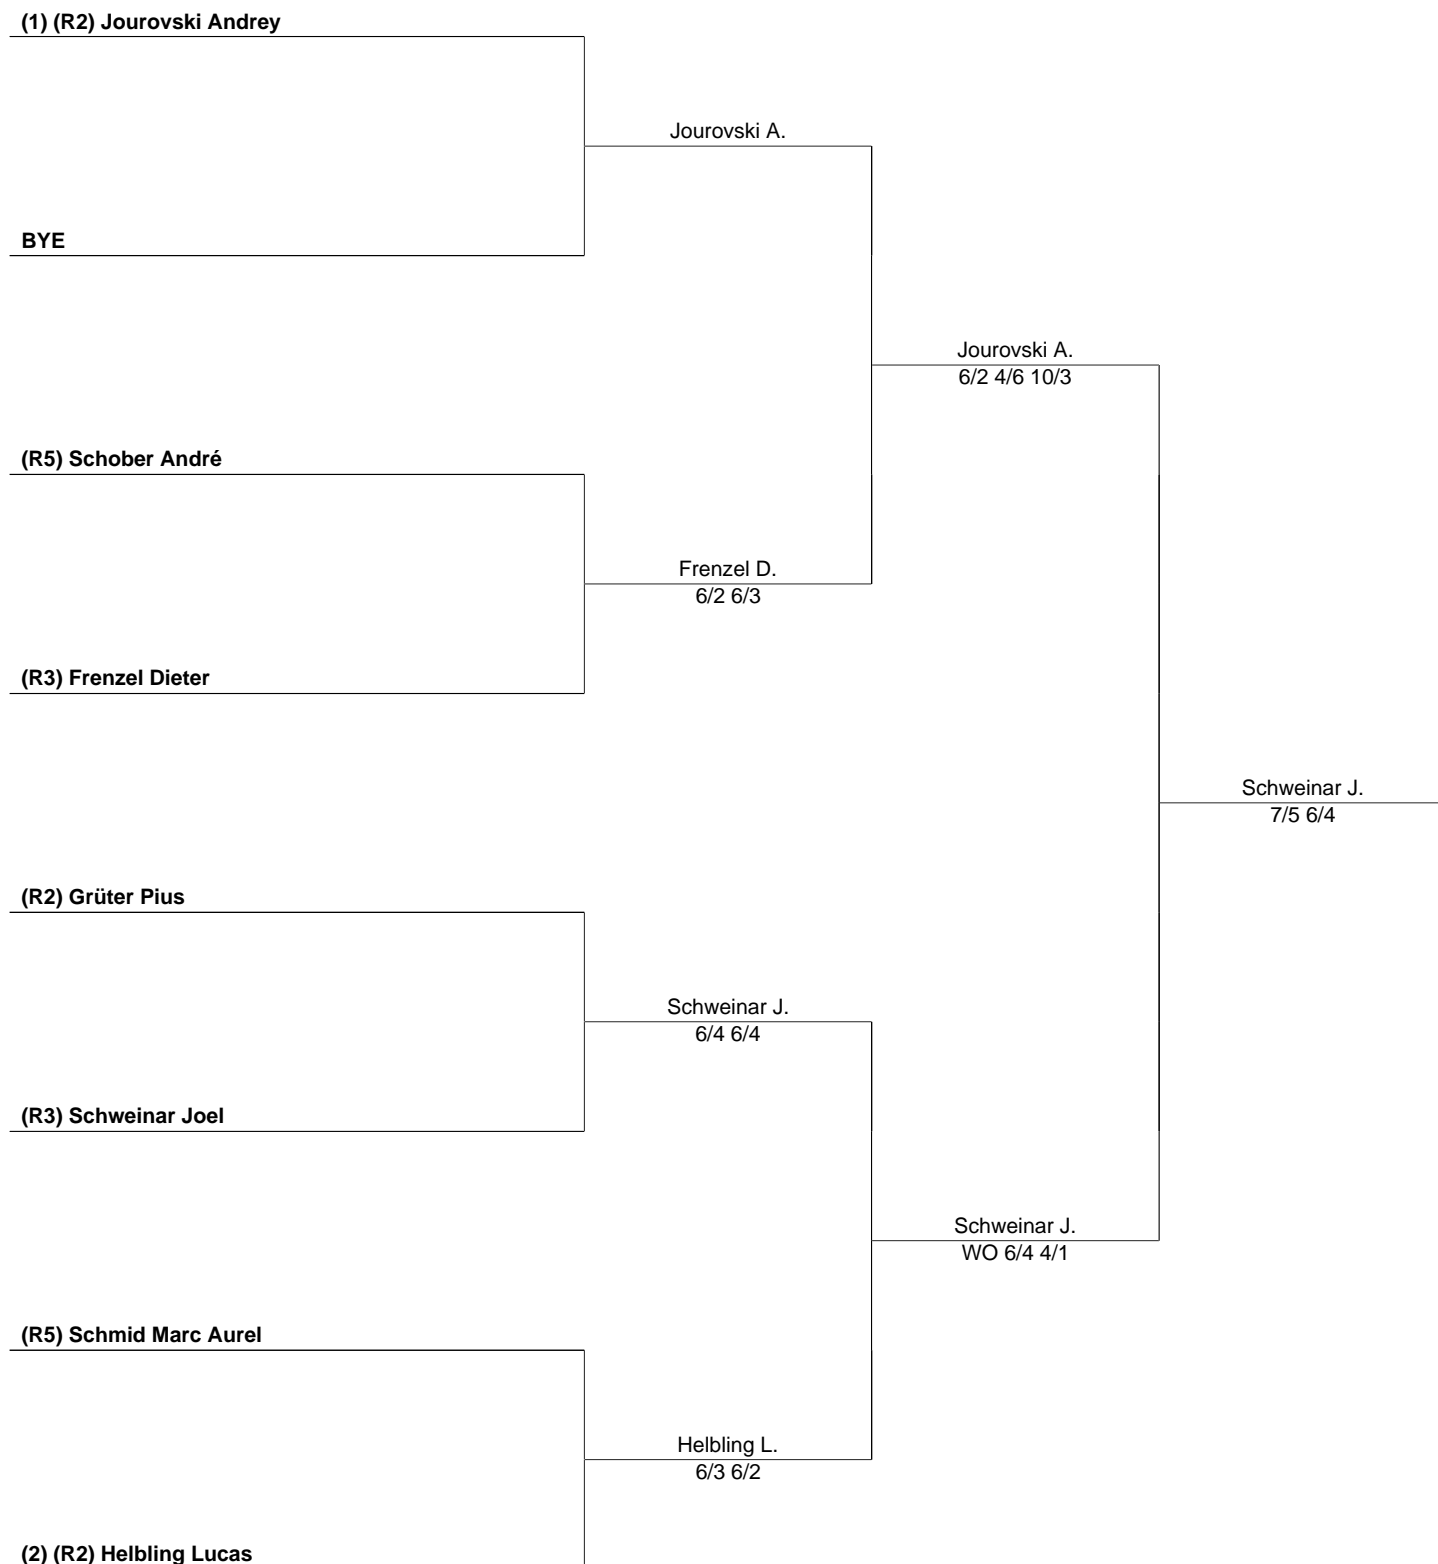 (1) (R2) Jourovski Andrey
Jourovski A.
BYE
Jourovski A.
6/2 4/6 10/3
(R5) Schober André
Frenzel D.
6/2 6/3
(R3) Frenzel Dieter
Schweinar J.
7/5 6/4
(R2) Grüter Pius
Schweinar J.
6/4 6/4
(R3) Schweinar Joel
Schweinar J.
WO 6/4 4/1
(R5) Schmid Marc Aurel
Helbling L.
6/3 6/2
(2) (R2) Helbling Lucas